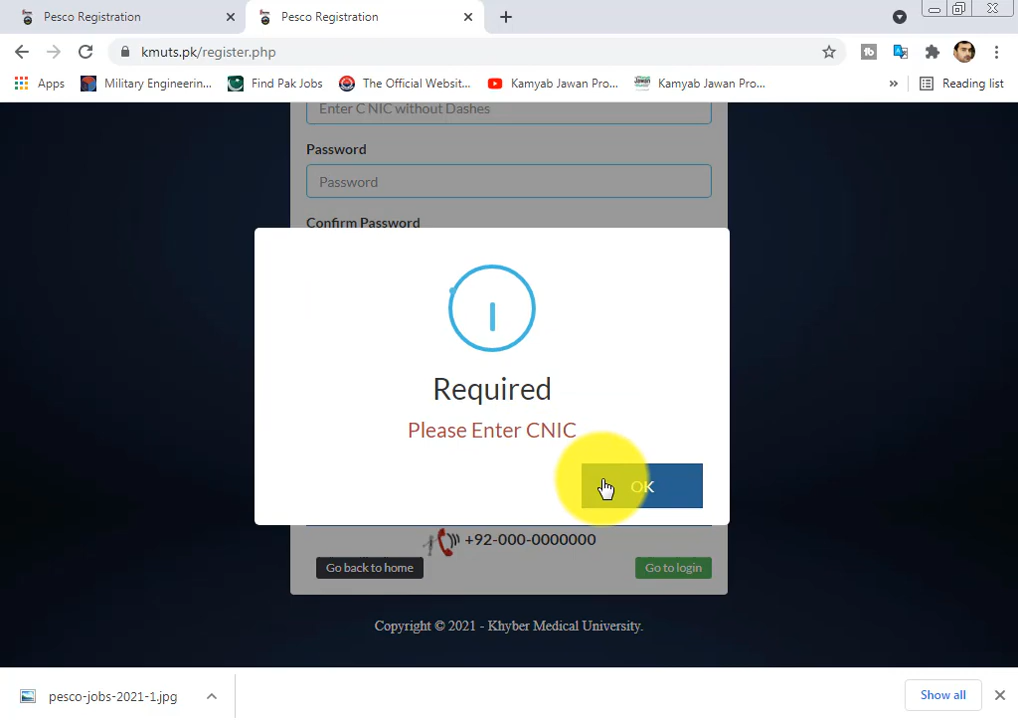 Pesco Registration
Pesco Registration
kmuts.pk/register.php
Apps
Military Engineerin...
Find Pak Jobs
The Official Websit...
Kamyab Jawan Pro...
Kamyab Jawan Pro...
»
Reading list
Enter C NIC without Dashes
Password
Password
Confirm Password
Required
Please Enter CNIC
OK
+92-000-0000000
Go back to home
Go to login
Copyright © 2021 - Khyber Medical University.
pesco-jobs-2021-1.jpg
Show all